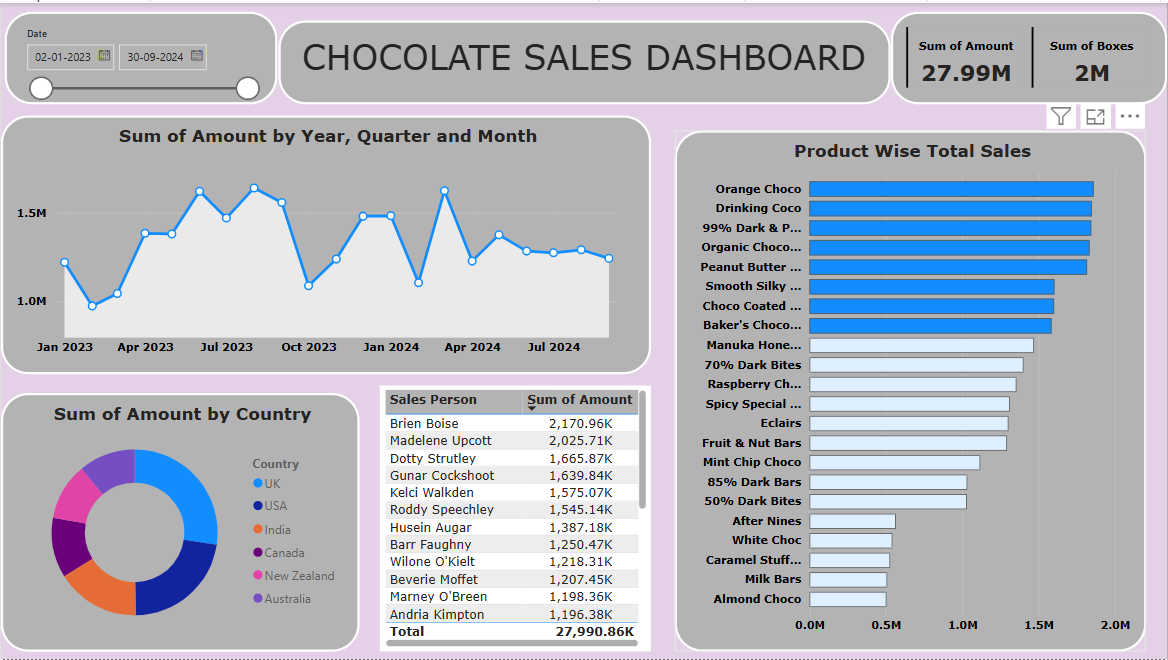 Date
02-01-2023
30-09-2024
CHOCOLATE SALES DASHBOARD
Sum of Amount
27.99M
Sum of Boxes
2M
Sum of Amount by Year, Quarter and Month
1.5M
1.0M
Jan 2023 Apr 2023 Jul 2023 Oct 2023 Jan 2024 Apr 2024 Jul 2024
Sum of Amount by Country
Country
UK
USA
India
Canada
New Zealand
Australia
Sales Person Sum of Amount
Brien Boise 2,170.96K
Madelene Upcott 2,025.71K
Dotty Strutley 1,665.87K
Gunar Cockshoot 1,639.84K
Kelci Walkden 1,575.07K
Roddy Speechley 1,545.14K
Husein Augar 1,387.18K
Barr Faughny 1,250.47K
Wilone O'Kielt 1,218.31K
Beverie Moffet 1,207.45K
Marney O'Breen 1,198.36K
Andria Kimpton 1,196.38K
Total 27,990.86K
Product Wise Total Sales
Orange Choco
Drinking Coco
99% Dark & P...
Organic Choco...
Peanut Butter ...
Smooth Silky ...
Choco Coated ...
Baker's Choco...
Manuka Hone...
70% Dark Bites
Raspberry Ch...
Spicy Special ...
Eclairs
Fruit & Nut Bars
Mint Chip Choco
85% Dark Bars
50% Dark Bites
After Nines
White Choc
Caramel Stuff...
Milk Bars
Almond Choco
0.0M 0.5M 1.0M 1.5M 2.0M